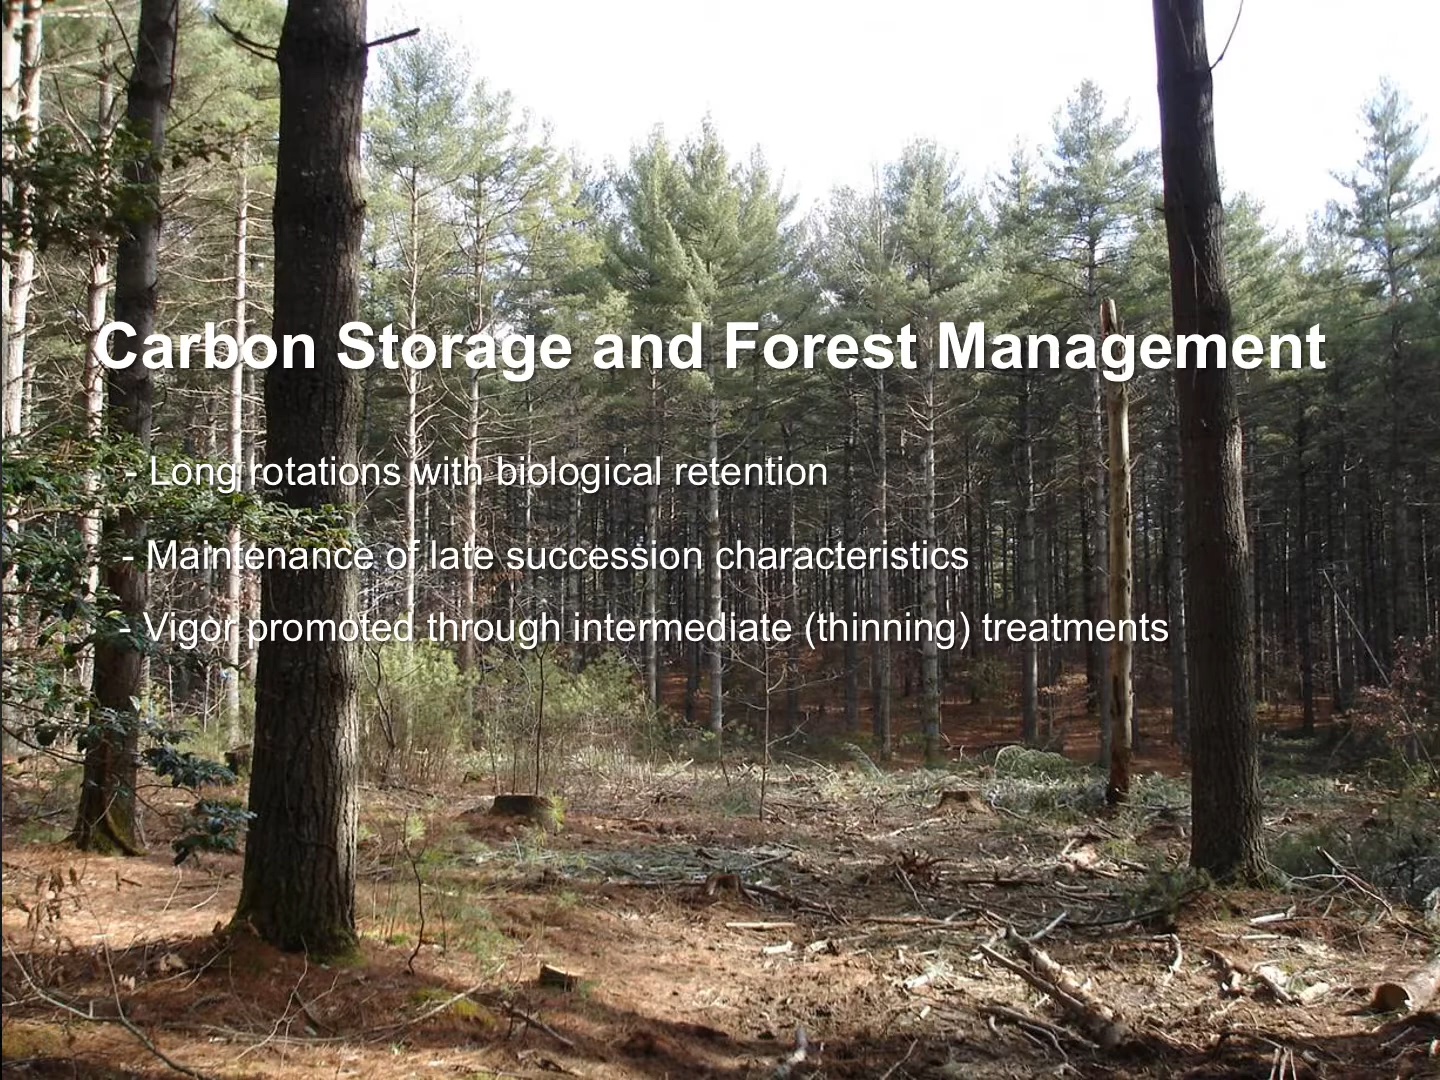 Carbon Storage and Forest Management
- Long rotations with biological retention
- Maintenance of late succession characteristics
- Vigor promoted through intermediate (thinning) treatments